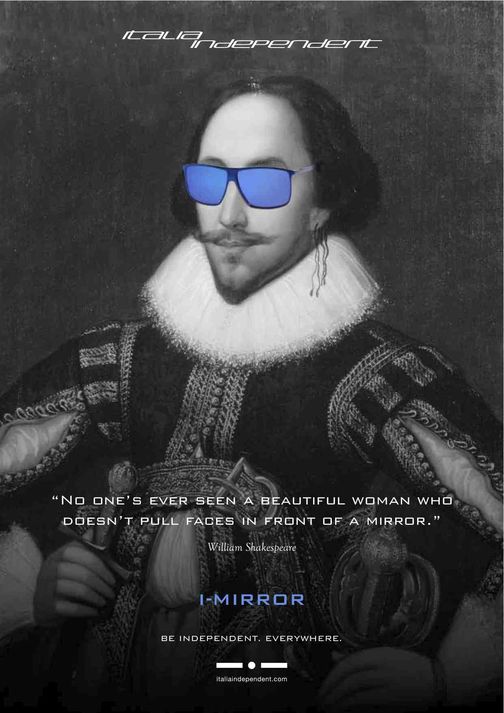 Italia
Independent
“No one’s ever seen a beautiful woman who
doesn’t pull faces in front of a mirror.”
William Shakespeare
I-MIRROR
BE INDEPENDENT. EVERYWHERE.
italiaindependent.com